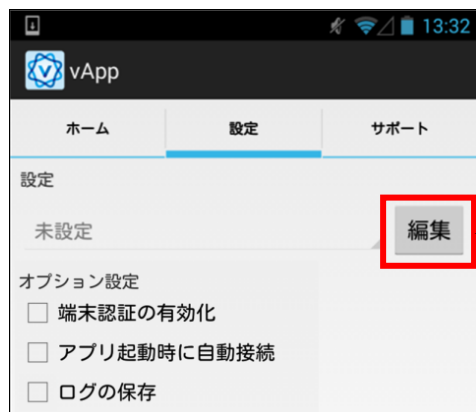 13:32
vApp
ホーム 設定 サポート
設定
未設定 編集
オプション設定
端末認証の有効化
アプリ起動時に自動接続
ログの保存